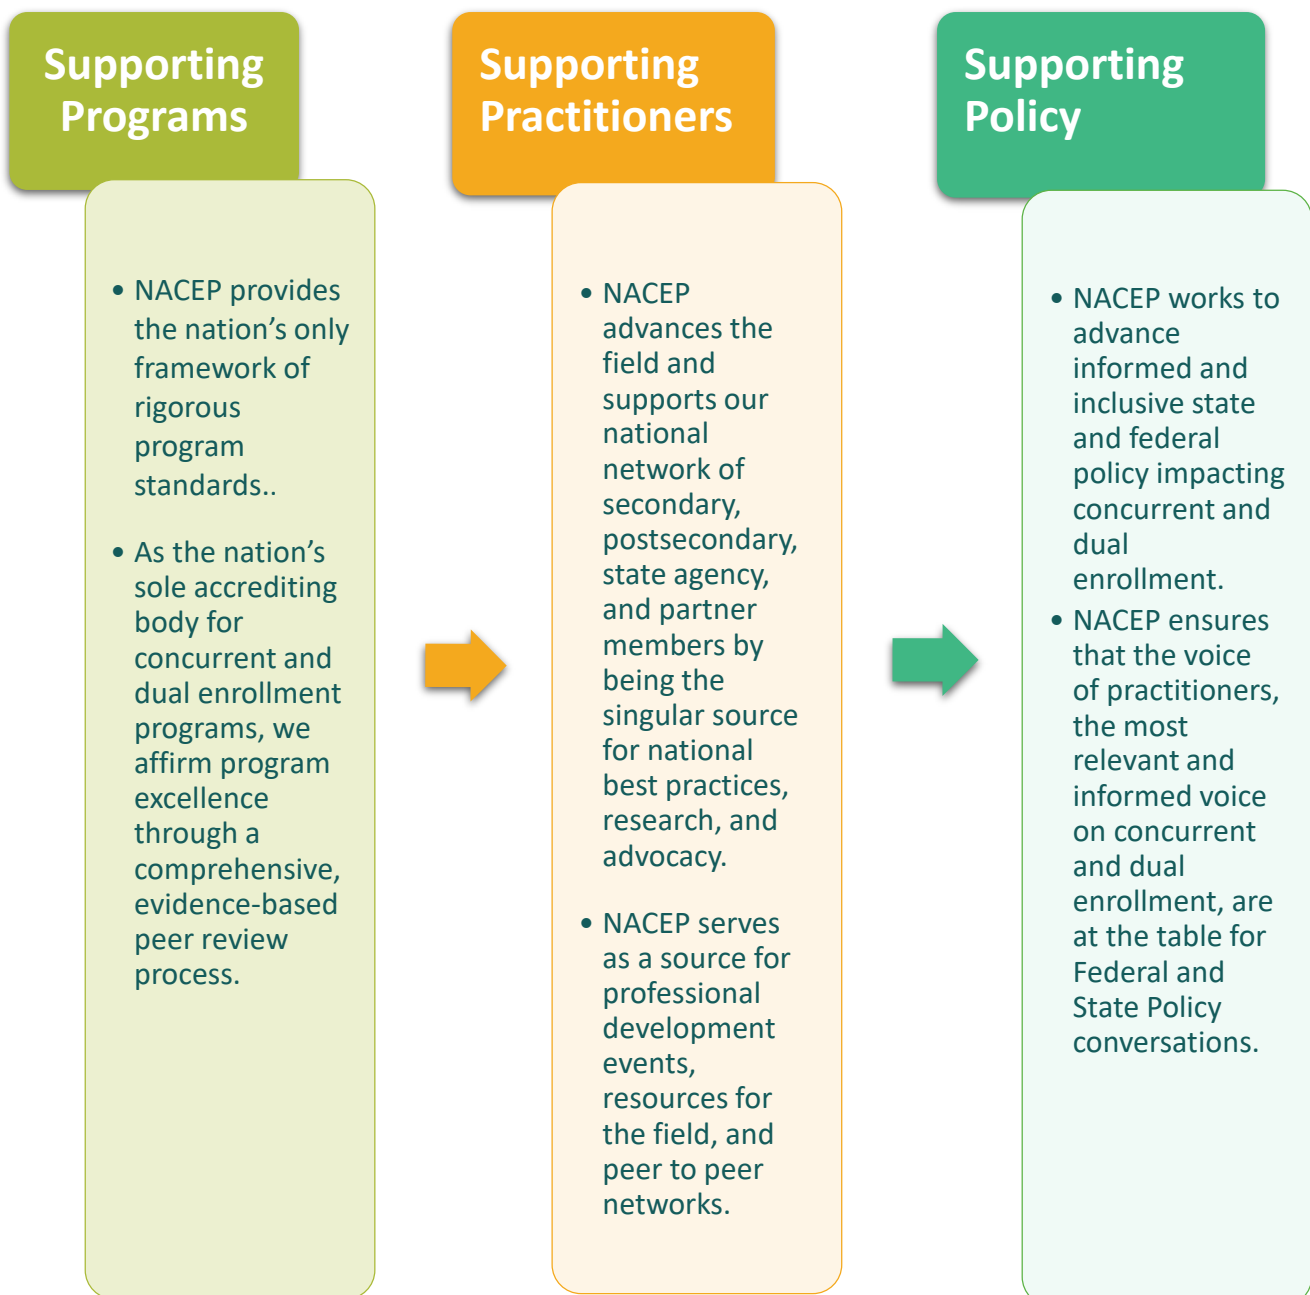 Supporting
Programs
• NACEP provides
the nation’s only
framework of
rigorous
program
standards..
• As the nation’s
sole accrediting
body for
concurrent and
dual enrollment
programs, we
affirm program
excellence
through a
comprehensive,
evidence-based
peer review
process.
Supporting
Practitioners
• NACEP
advances the
field and
supports our
national
network of
secondary,
postsecondary,
state agency,
and partner
members by
being the
singular source
for national
best practices,
research, and
advocacy.
• NACEP serves
as a source for
professional
development
events,
resources for
the field, and
peer to peer
networks.
Supporting
Policy
• NACEP works to
advance
informed and
inclusive state
and federal
policy impacting
concurrent and
dual
enrollment.
• NACEP ensures
that the voice
of practitioners,
the most
relevant and
informed voice
on concurrent
and dual
enrollment, are
at the table for
Federal and
State Policy
conversations.